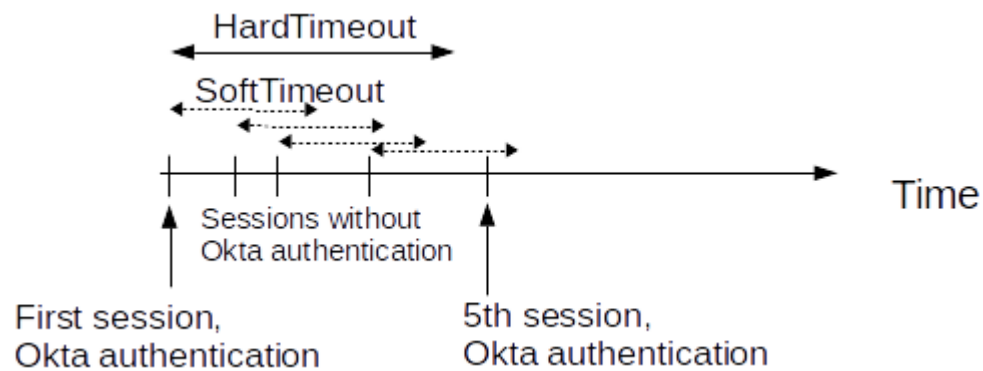 HardTimeout
SoftTimeout
Time
Sessions without
Okta authentication
First session,
Okta authentication
5th session,
Okta authentication